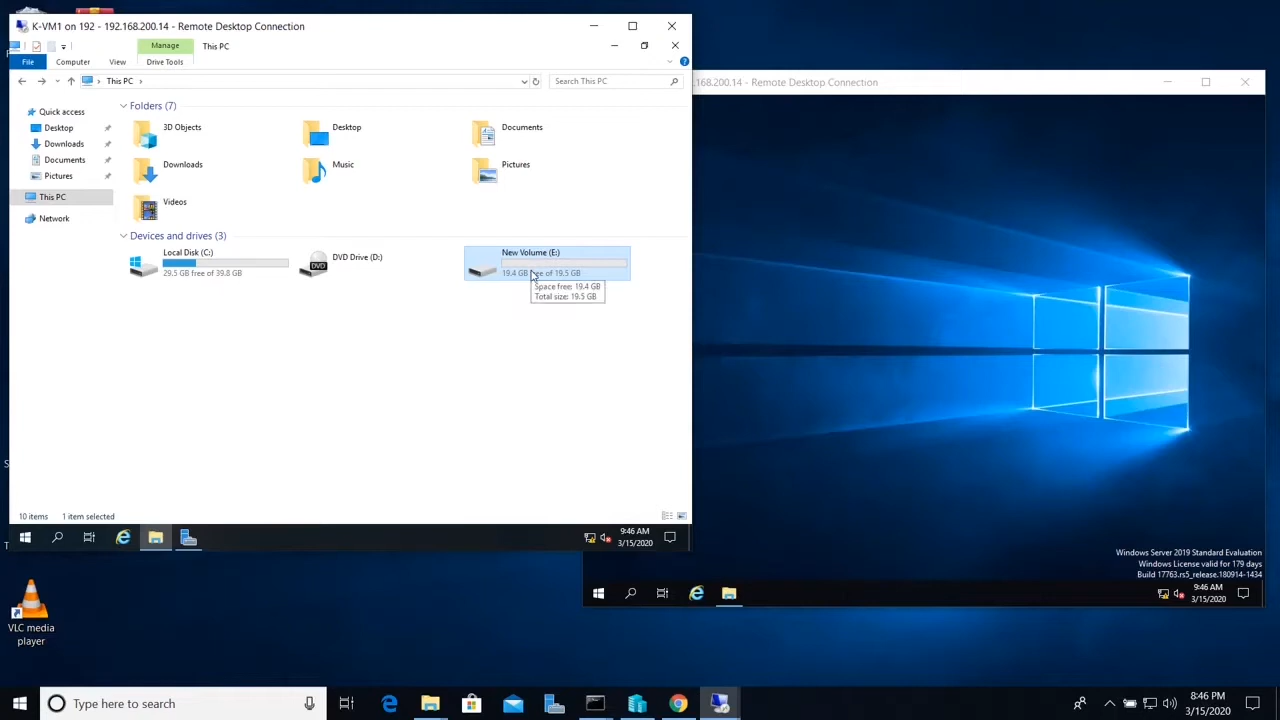 K-VM1 on 192 - 192.168.200.14 - Remote Desktop Connection
Manage
This PC
File
Computer
View
Drive Tools
This PC
Search This PC
Quick access
Desktop
Downloads
Documents
Pictures
This PC
Network
Folders (7)
3D Objects
Desktop
Documents
Downloads
Music
Pictures
Videos
Devices and drives (3)
Local Disk (C:)
29.5 GB free of 39.8 GB
DVD
DVD Drive (D:)
New Volume (E:)
19.4 GB free of 19.5 GB
Space free: 19.4 GB
Total size: 19.5 GB
10 items
1 item selected
9:46 AM
3/15/2020
.168.200.14 - Remote Desktop Connection
Windows Server 2019 Standard Evaluation
Windows License valid for 179 days
Build 17763.rs5_release.180914-1434
9:46 AM
3/15/2020
VLC media
player
Type here to search
8:46 PM
3/15/2020